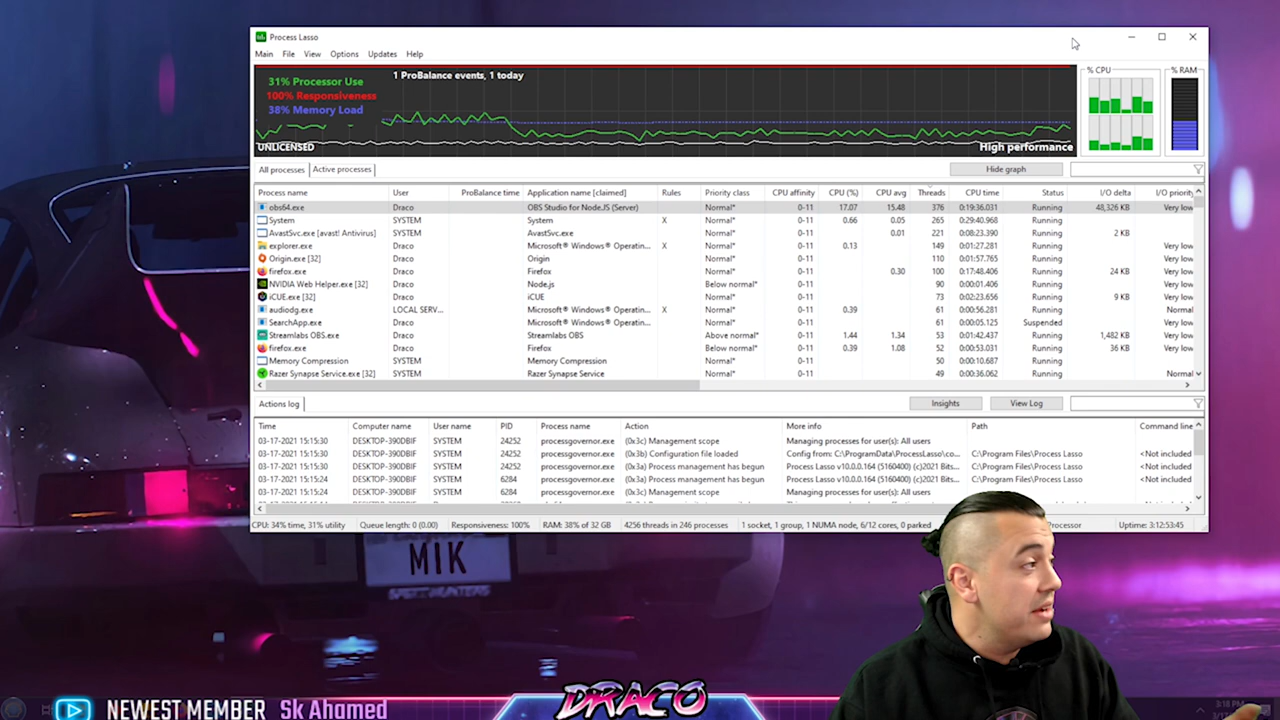 Process Lasso
Main File View Options Updates Help
31% Processor Use
100% Responsiveness
38% Memory Load
1 ProBalance events, 1 today
UNLICENSED
High performance
% CPU
% RAM
All processes Active processes Hide graph
Process name User ProBalance time Application name [claimed] Rules Priority class CPU affinity CPU (%) CPU avg Threads CPU time Status I/O delta I/O priority
obs64.exe Draco OBS Studio for Node.JS (Server) Normal* 0-11 17.07 15.48 376 0:19:36.031 Running 48,326 KB Very low
System SYSTEM System X Normal* 0-11 0.66 0.05 265 0:29:40.968 Running
AvastSvc.exe [avast! Antivirus] SYSTEM AvastSvc.exe Normal* 0-11 0.01 221 0:08:23.390 Running 2 KB
explorer.exe Draco Microsoft® Windows® Operatin... X Normal* 0-11 0.13 149 0:01:27.281 Running Very low
Origin.exe [32] Draco Origin Normal* 0-11 110 0:01:57.765 Running Very low
firefox.exe Draco Firefox Normal* 0-11 0.30 100 0:17:48.406 Running 24 KB Very low
NVIDIA Web Helper.exe [32] Draco Node.js Below normal* 0-11 90 0:00:01.406 Running Very low
iCUE.exe [32] Draco iCUE Normal* 0-11 73 0:02:23.656 Running 9 KB Very low
audiodg.exe LOCAL SERV... Microsoft® Windows® Operatin... X Normal* 0-11 0.39 61 0:00:56.281 Running Normal
SearchApp.exe Draco Microsoft® Windows® Operatin... Normal* 0-11 61 0:00:05.125 Suspended Very low
Streamlabs OBS.exe Draco Streamlabs OBS Above normal* 0-11 1.44 1.34 53 0:01:42.437 Running 1,482 KB Very low
firefox.exe Draco Firefox Below normal* 0-11 0.39 1.08 52 0:00:53.031 Running 36 KB Very low
Memory Compression SYSTEM Memory Compression Normal* 0-11 50 0:00:10.687 Running
Razer Synapse Service.exe [32] SYSTEM Razer Synapse Service Normal* 0-11 49 0:00:36.062 Running Normal
Actions log Insights View Log
Time Computer name User name PID Process name Action More info Path Command line
03-17-2021 15:15:30 DESKTOP-390DBIF SYSTEM 24252 processgovernor.exe (0x3c) Management scope Managing processes for user(s): All users C:\Program Files\Process Lasso <Not included
03-17-2021 15:15:30 DESKTOP-390DBIF SYSTEM 24252 processgovernor.exe (0x3b) Configuration file loaded Config from: C:\ProgramData\ProcessLasso\co... C:\Program Files\Process Lasso <Not included
03-17-2021 15:15:30 DESKTOP-390DBIF SYSTEM 24252 processgovernor.exe (0x3a) Process management has begun Process Lasso v10.0.0.164 (5160400) (c)2021 Bits... C:\Program Files\Process Lasso <Not included
03-17-2021 15:15:24 DESKTOP-390DBIF SYSTEM 6284 processgovernor.exe (0x3a) Process management has begun Process Lasso v10.0.0.164 (5160400) (c)2021 Bits... C:\Program Files\Process Lasso <Not included
03-17-2021 15:15:24 DESKTOP-390DBIF SYSTEM 6284 processgovernor.exe (0x3c) Management scope Managing processes for user(s): All users C:\Program Files\Process Lasso <Not included
CPU: 34% time, 31% utility Queue length: 0 (0.00) Responsiveness: 100% RAM: 38% of 32 GB 4256 threads in 246 processes 1 socket, 1 group, 1 NUMA node, 6/12 cores, 0 parked Processor Uptime: 3:12:53:45
MIK
SPEEDHUNTERS
NEWEST MEMBER Sk Ahamed
DRACO
3:18 PM